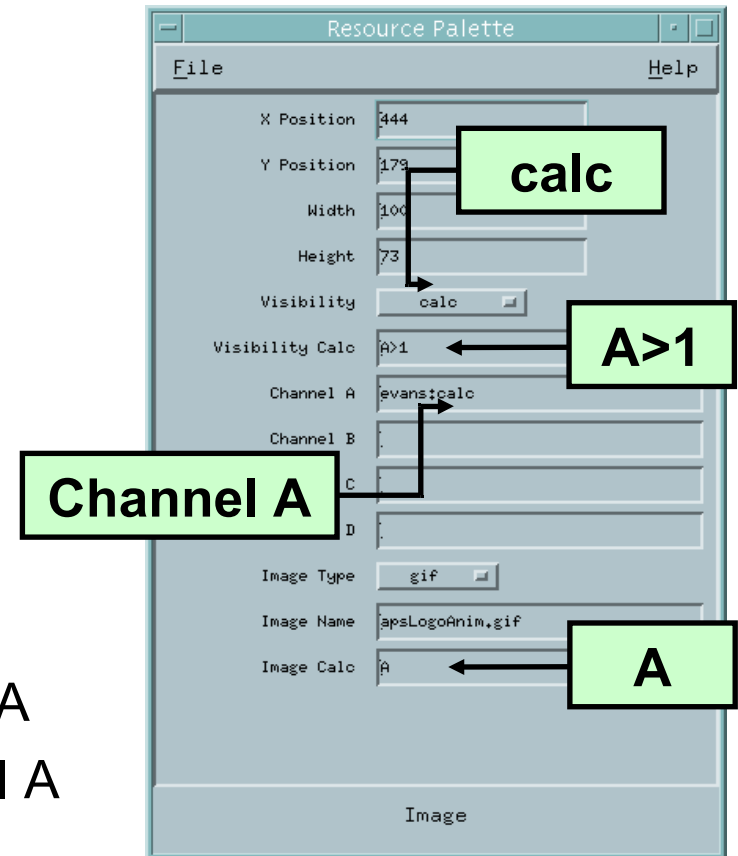 Resource Palette
File Help
X Position 444
Y Position 179
calc
Width 100
Height 73
Visibility calc
Visibility Calc A>1
A>1
Channel A evans:calc
Channel B
Channel A
C
D
Image Type gif
Image Name apsLogoAnim.gif
Image Calc A
A
A
l A
Image